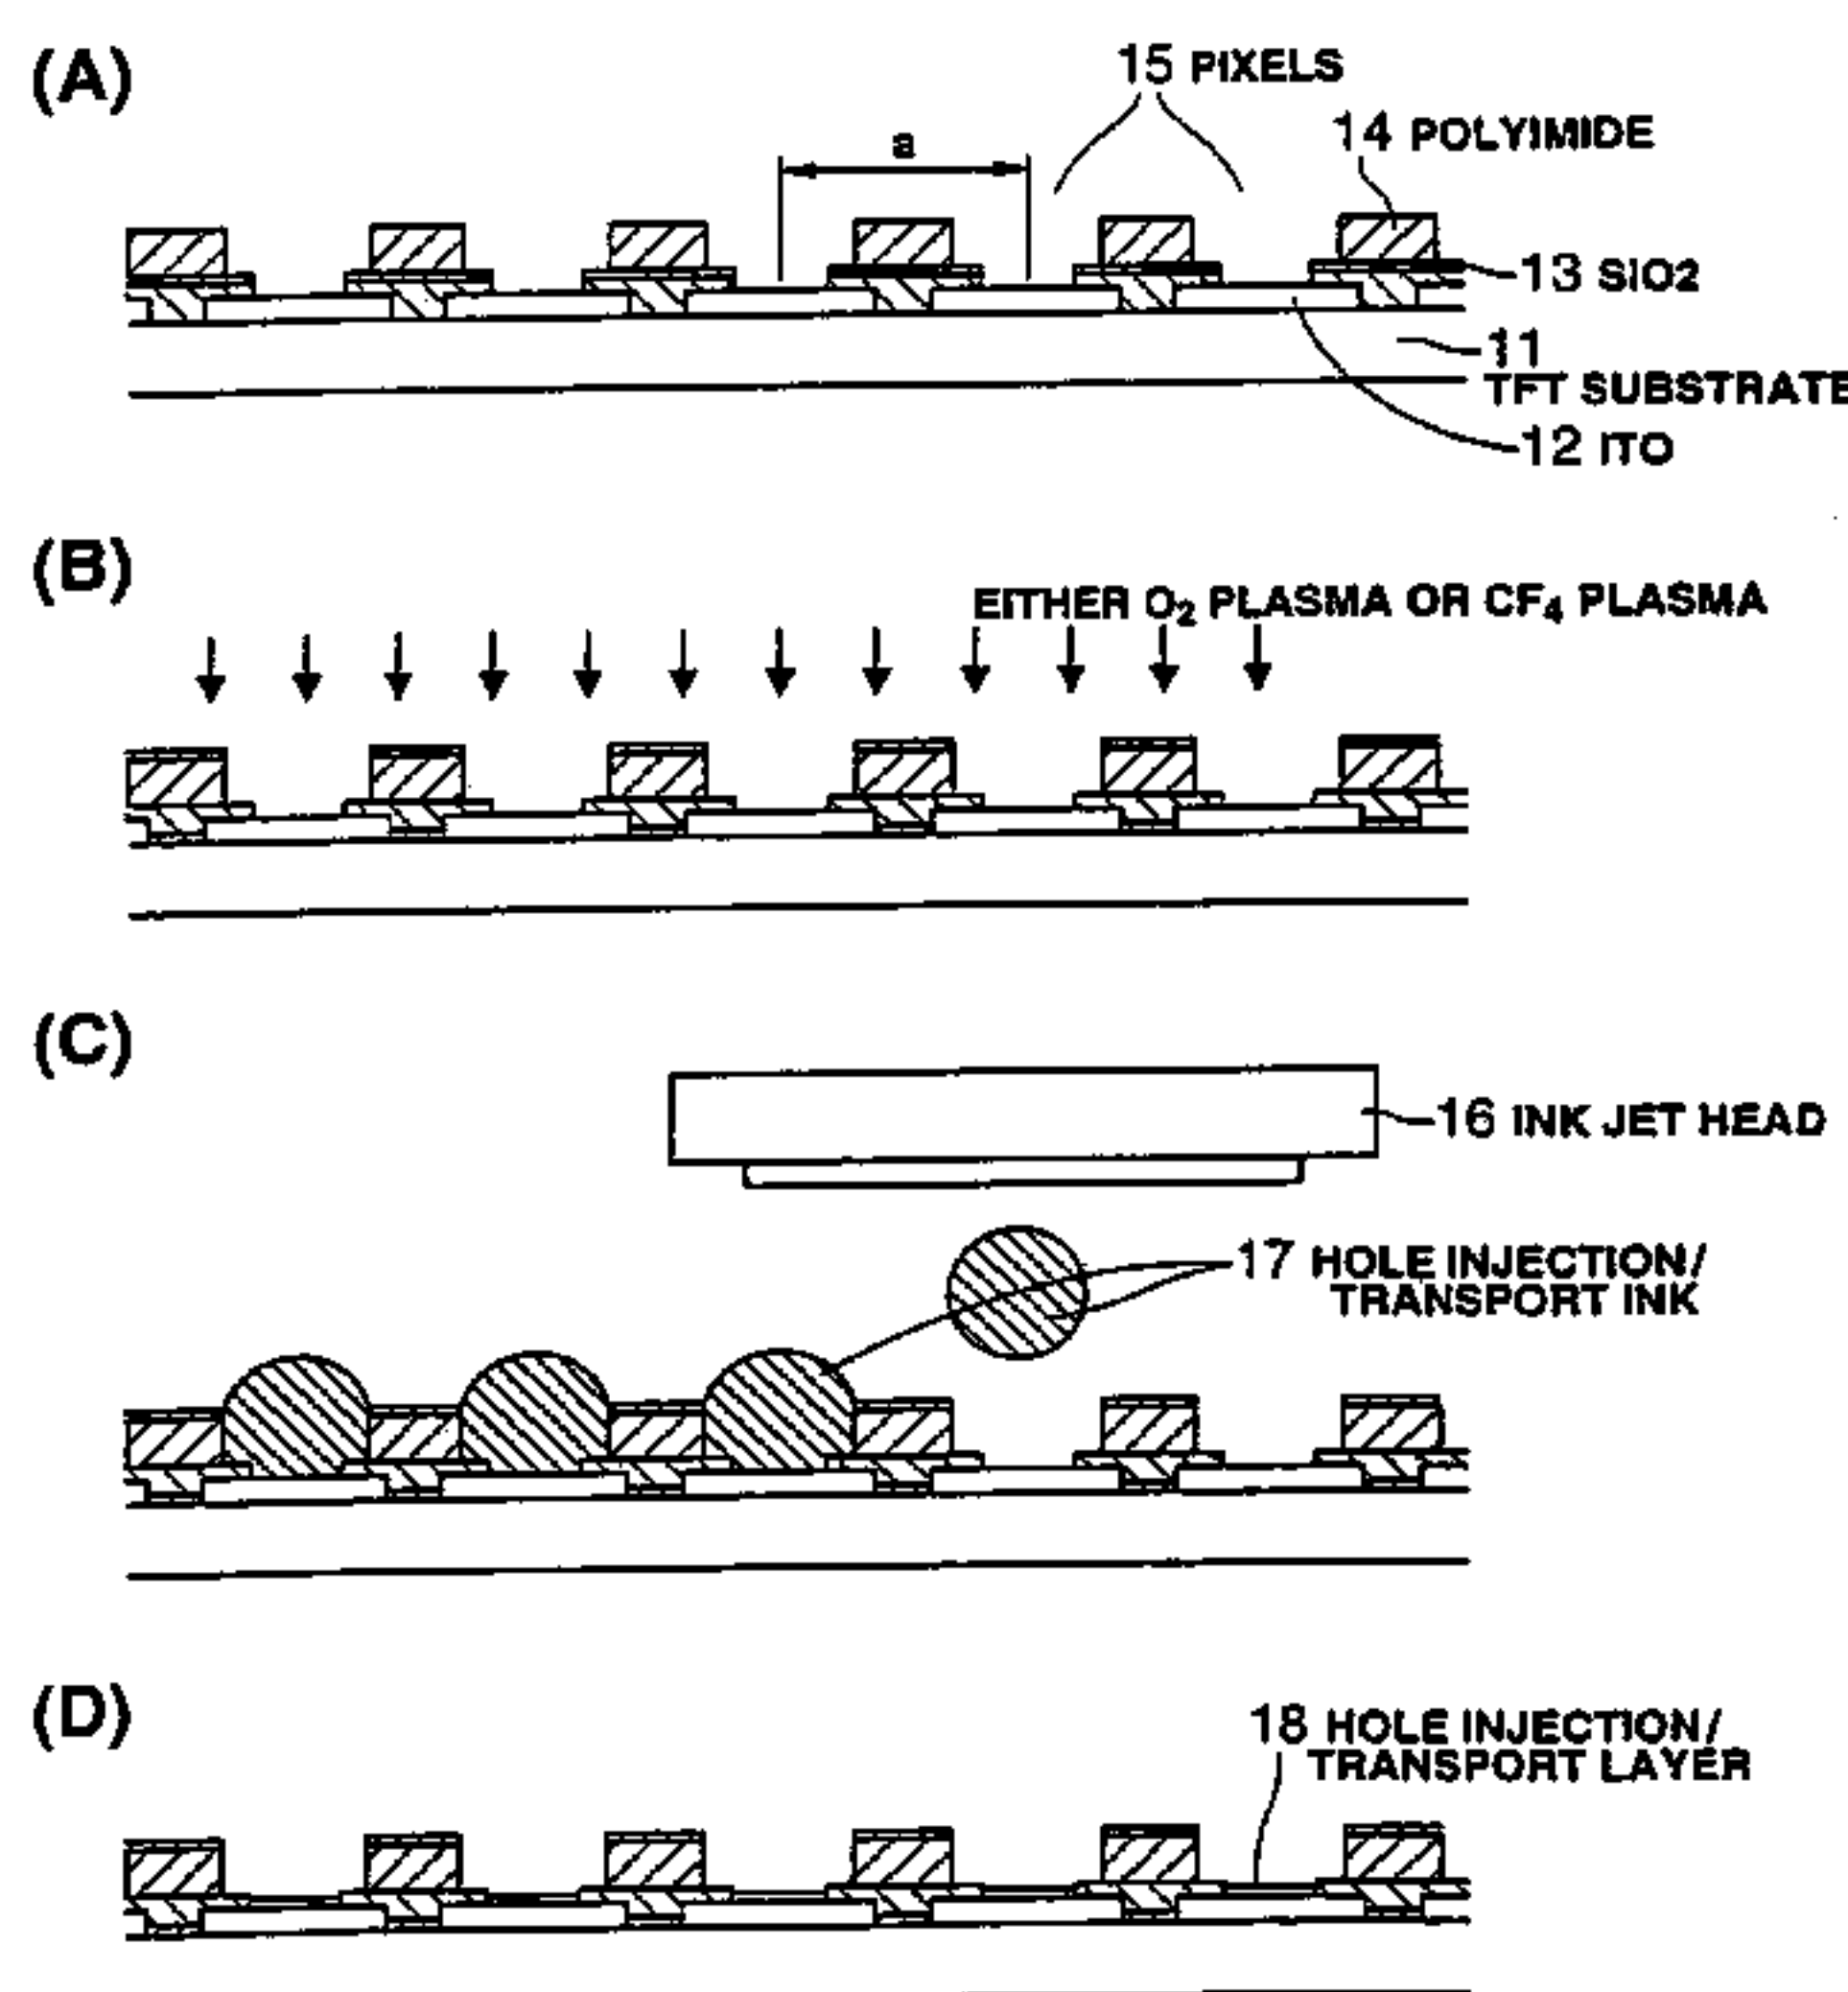 (A)
15 PIXELS
a
14 POLYIMIDE
13 SiO2
11
TFT SUBSTRATE
12 ITO
(B)
EITHER O₂ PLASMA OR CF₄ PLASMA
(C)
16 INK JET HEAD
17 HOLE INJECTION/
TRANSPORT INK
(D)
18 HOLE INJECTION/
TRANSPORT LAYER